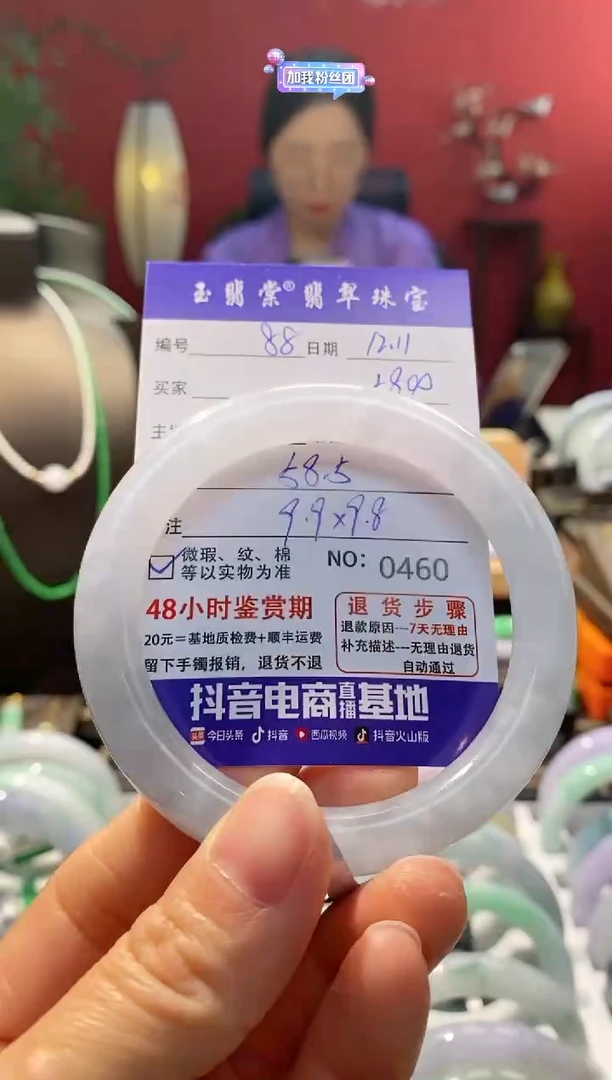 加我粉丝团
玉翡棠®翡翠珠宝
编号 88 日期 12.11
买家 2800
58.5
注 9.9×9.8
微瑕、纹、棉
等以实物为准
NO: 0460
48小时鉴赏期
20元=基地质检费+顺丰运费
留下手镯报销，退货不退
退货步骤
退款原因---7天无理由
补充描述---无理由退货
自动通过
抖音电商直播基地
头条 今日头条 抖音 西瓜视频 抖音火山版